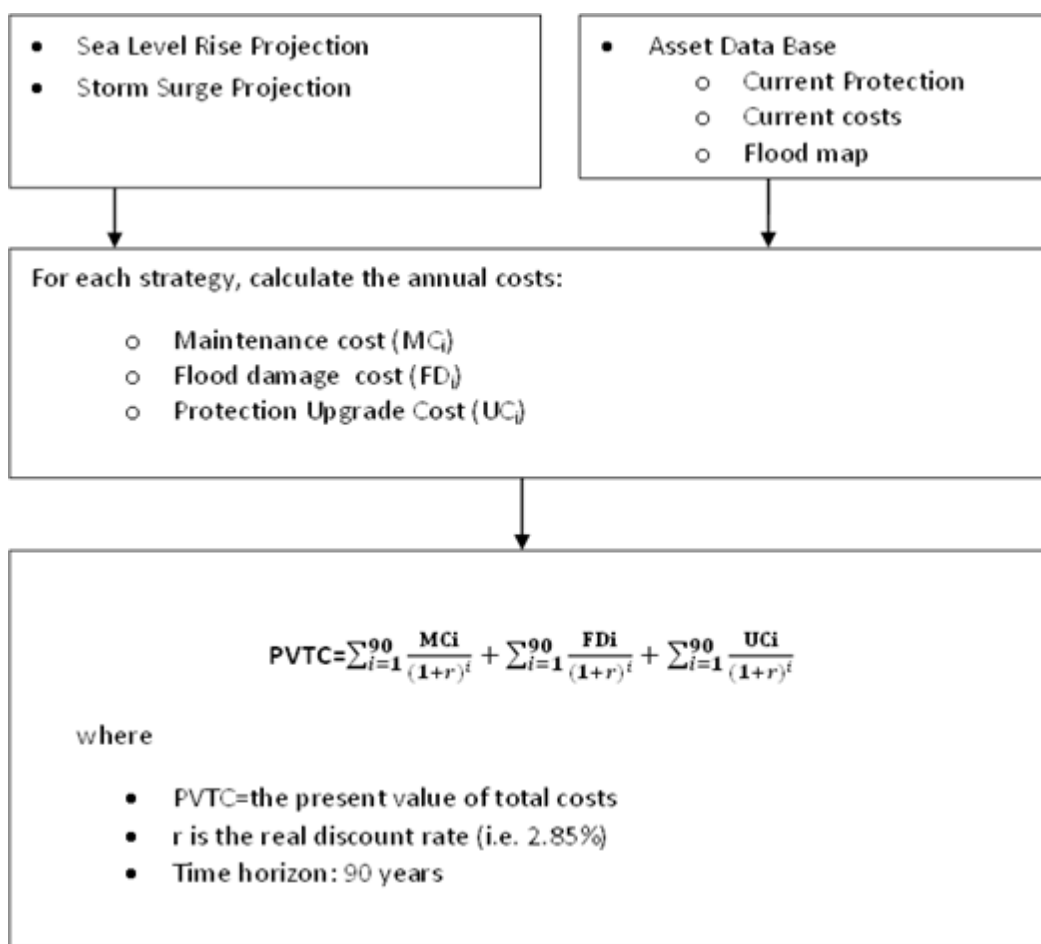 • Sea Level Rise Projection
• Storm Surge Projection
• Asset Data Base
o Current Protection
o Current costs
o Flood map
For each strategy, calculate the annual costs:
o Maintenance cost (MCᵢ)
o Flood damage cost (FDᵢ)
o Protection Upgrade Cost (UCᵢ)
PVTC=∑_{i=1}^{90} MCi/(1+r)^i + ∑_{i=1}^{90} FDi/(1+r)^i + ∑_{i=1}^{90} UCi/(1+r)^i
where
• PVTC=the present value of total costs
• r is the real discount rate (i.e. 2.85%)
• Time horizon: 90 years